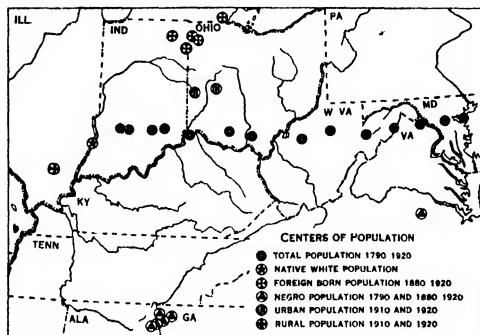 ILL.
IND
OHIO
PA
W VA
MD
VA
KY
TENN
ALA
GA
CENTERS OF POPULATION
TOTAL POPULATION 1790 1920
NATIVE WHITE POPULATION
FOREIGN BORN POPULATION 1880 1920
NEGRO POPULATION 1790 AND 1880 1920
URBAN POPULATION 1910 AND 1920
RURAL POPULATION 1910 AND 1920